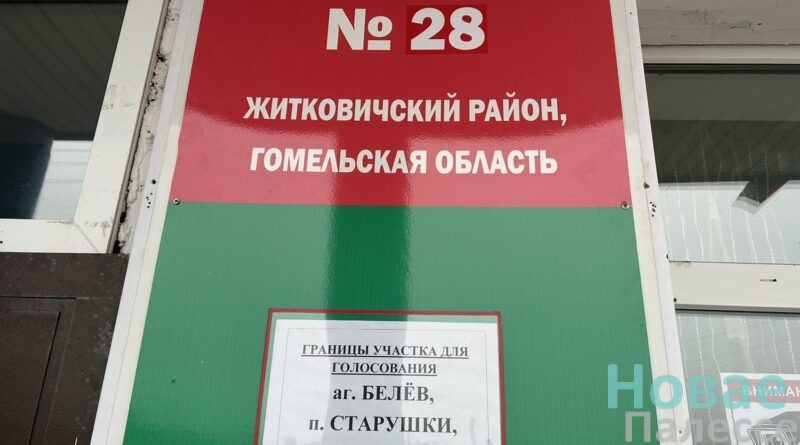 № 28
ЖИТКОВИЧСКИЙ РАЙОН,
ГОМЕЛЬСКАЯ ОБЛАСТЬ
ГРАНИЦЫ УЧАСТКА ДЛЯ
ГОЛОСОВАНИЯ
аг. БЕЛЁВ,
п. СТАРУШКИ,
Новае
Палессе